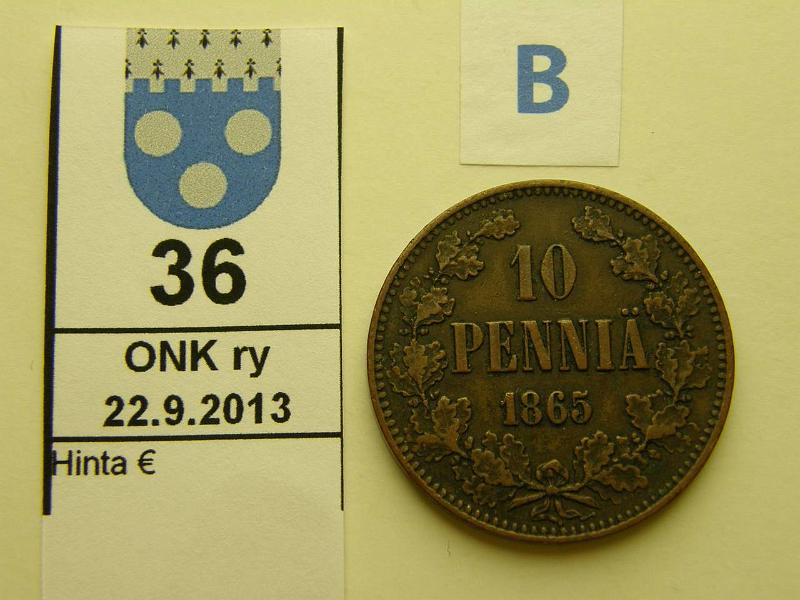 36
ONK ry
22.9.2013
Hinta €
B
10
PENNIÄ
1865